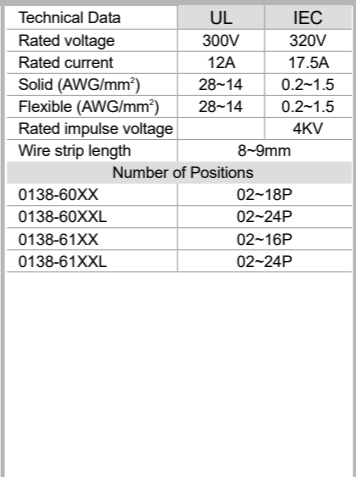 Technical Data UL IEC
Rated voltage 300V 320V
Rated current 12A 17.5A
Solid (AWG/mm²) 28~14 0.2~1.5
Flexible (AWG/mm²) 28~14 0.2~1.5
Rated impulse voltage 4KV
Wire strip length 8~9mm
Number of Positions
0138-60XX 02~18P
0138-60XXL 02~24P
0138-61XX 02~16P
0138-61XXL 02~24P